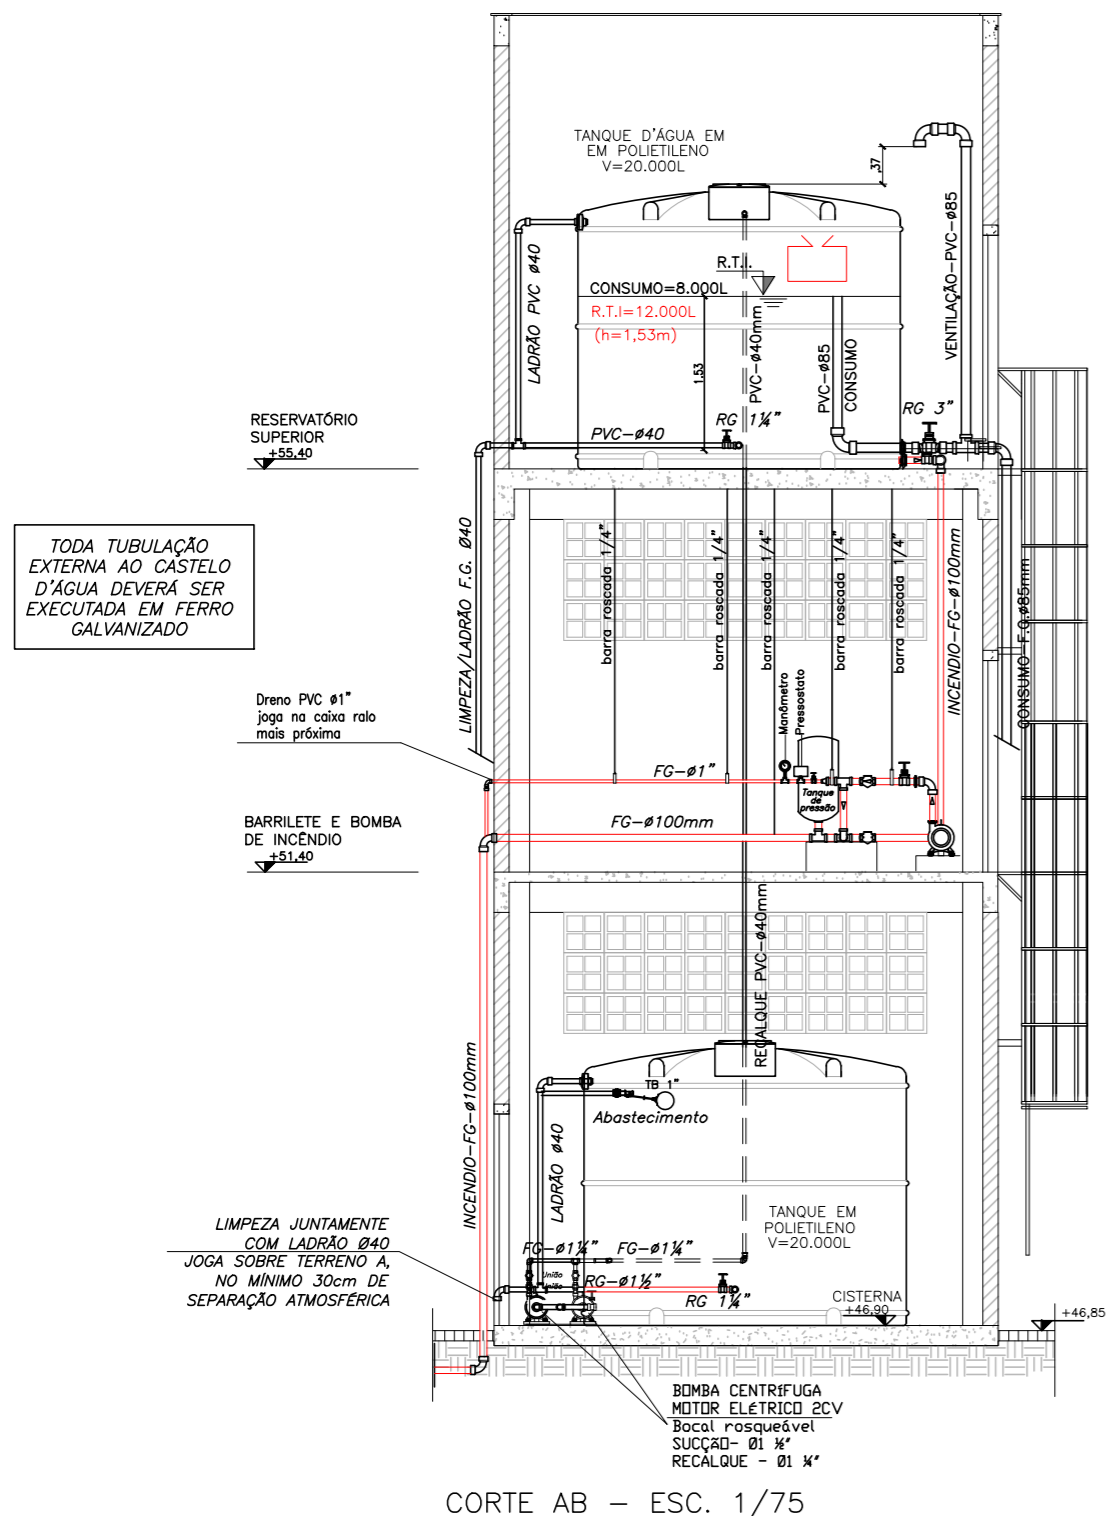 TANQUE D'ÁGUA EM
EM POLIETILENO
V=20.000L
,37
LADRÃO PVC Ø40
VENTILAÇÃO-PVC-Ø85
R.T.I.
CONSUMO=8.000L
R.T.I=12.000L
(h=1,53m)
1,53
PVC-Ø40mm
PVC-Ø85
CONSUMO
RG 1¼"
RG 3"
PVC-Ø40
RESERVATÓRIO
SUPERIOR
+55,40
TODA TUBULAÇÃO
EXTERNA AO CASTELO
D'ÁGUA DEVERÁ SER
EXECUTADA EM FERRO
GALVANIZADO
LIMPEZA/LADRÃO F.G. Ø40
barra roscada 1/4"
barra roscada 1/4"
barra roscada 1/4"
barra roscada 1/4"
barra roscada 1/4"
INCENDIO-FG-Ø100mm
CONSUMO-F.G.Ø85mm
Dreno PVC Ø1"
joga na caixa ralo
mais próxima
Manômetro
Pressostato
FG-Ø1"
Tanque
de
pressão
FG-Ø100mm
BARRILETE E BOMBA
DE INCÊNDIO
+51,40
RECALQUE PVC-Ø40mm
INCENDIO-FG-Ø100mm
TB 1"
Abastecimento
LADRÃO Ø40
TANQUE EM
POLIETILENO
V=20.000L
LIMPEZA JUNTAMENTE
COM LADRÃO Ø40
JOGA SOBRE TERRENO A,
NO MÍNIMO 30cm DE
SEPARAÇÃO ATMOSFÉRICA
FG-Ø1¼"
FG-Ø1¼"
União
União
RG-Ø1½"
RG 1¼"
CISTERNA
+46,90
+46,85
BOMBA CENTRÍFUGA
MOTOR ELÉTRICO 2CV
Bocal rosqueável
SUCÇÃO- Ø1 ½"
RECALQUE - Ø1 ¼"
CORTE AB - ESC. 1/75